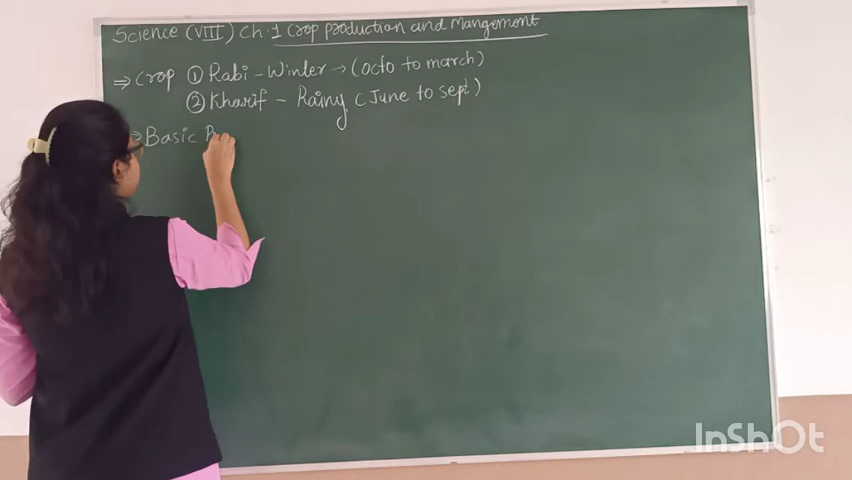 Science (VIII) Ch.1 Crop production and Mangement
⇒ Crop ① Rabi - Winter → (Octo to march)
② Kharif - Rainy (June to sept)
⇒ Basic
InShOt